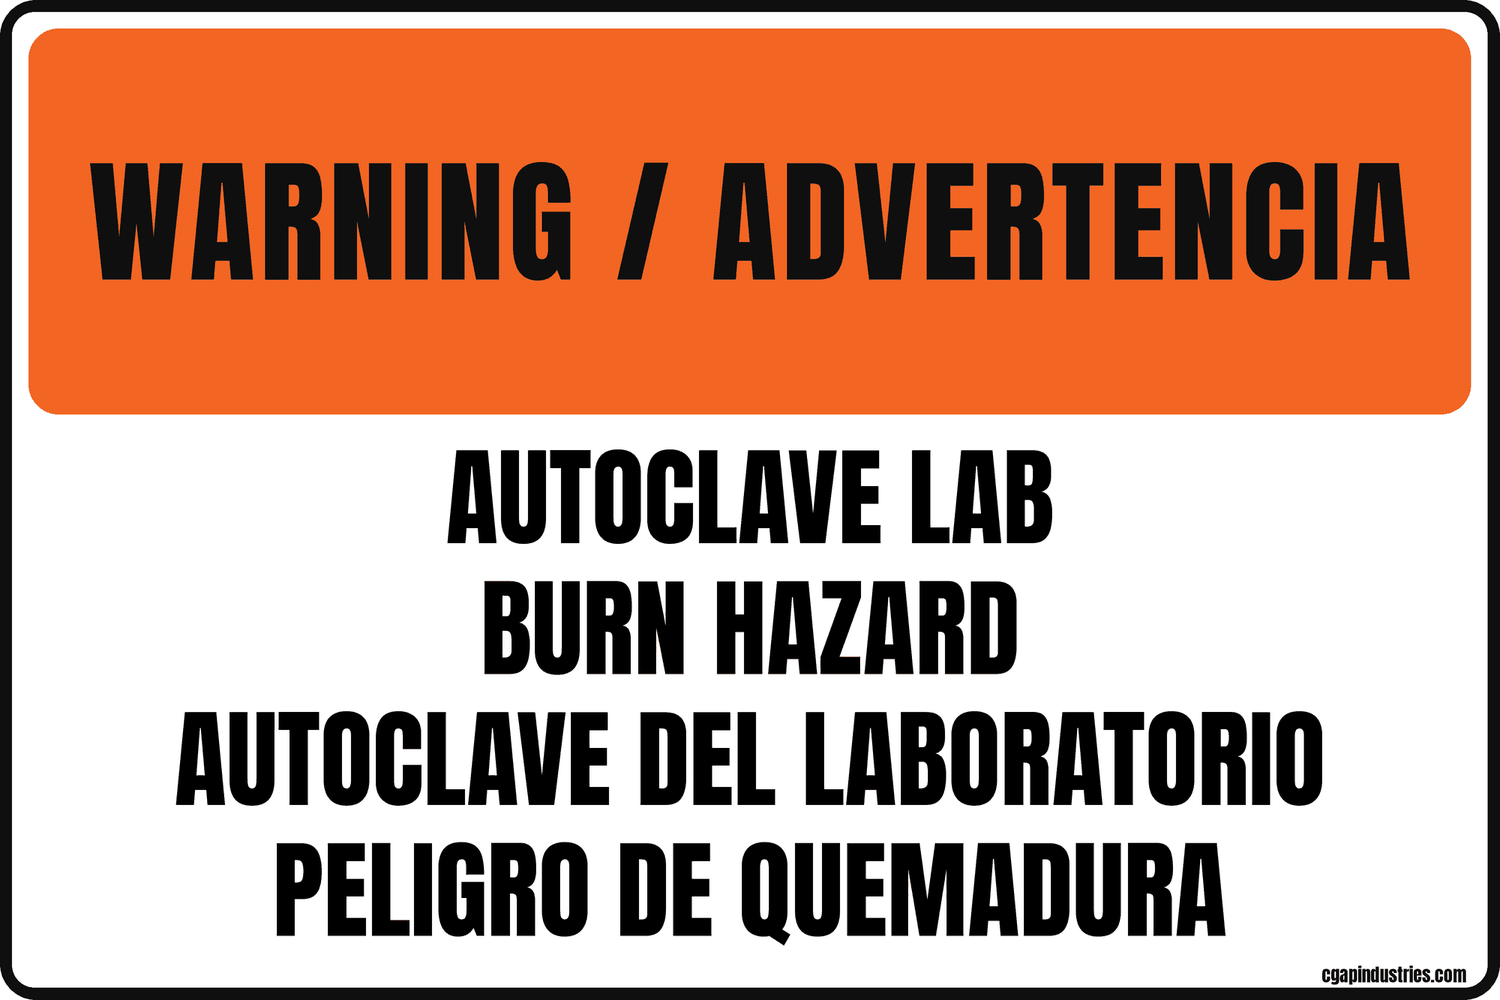 WARNING / ADVERTENCIA
AUTOCLAVE LAB
BURN HAZARD
AUTOCLAVE DEL LABORATORIO
PELIGRO DE QUEMADURA
cgapindustries.com